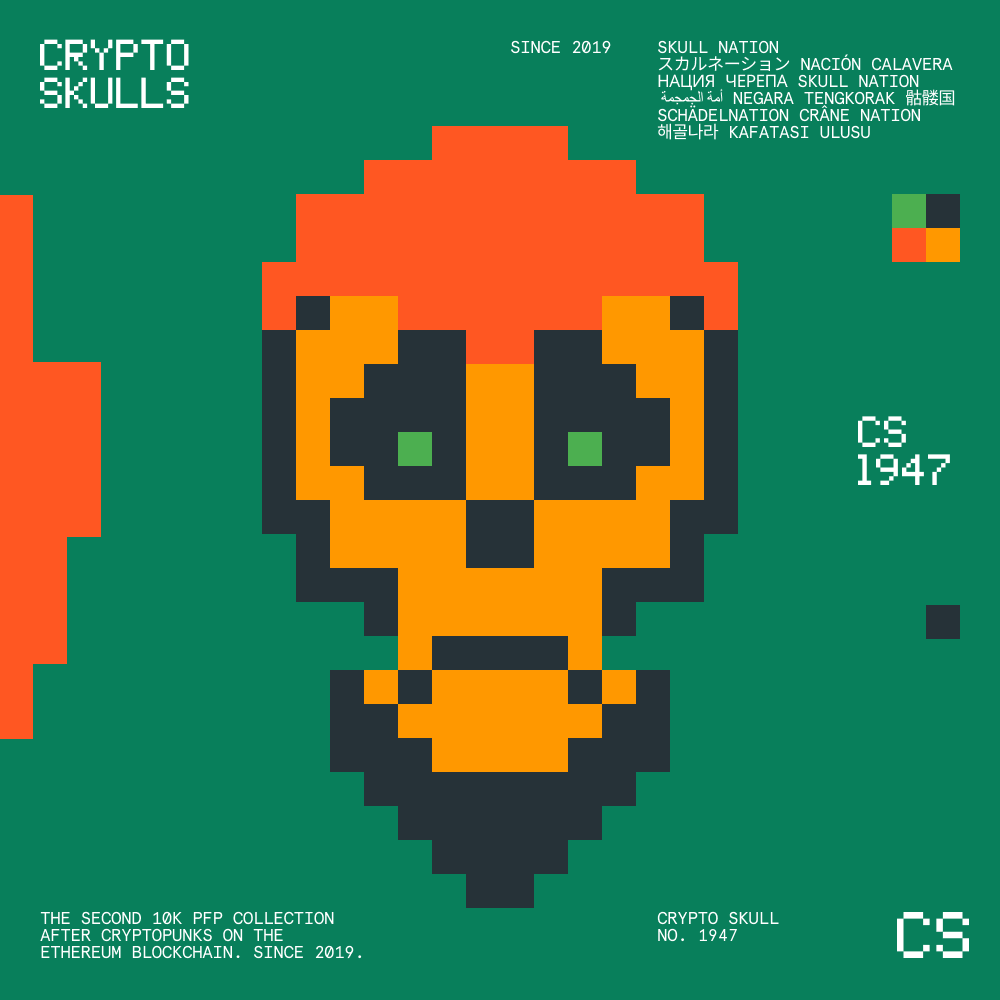 CRYPTO
SKULLS
SINCE 2019
SKULL NATION
スカルネーション NACIÓN CALAVERA
НАЦИЯ ЧЕРЕПА SKULL NATION
أمة الجمجمة NEGARA TENGKORAK 骷髅国
SCHÄDELNATION CRÂNE NATION
해골나라 KAFATASI ULUSU
CS
1947
THE SECOND 10K PFP COLLECTION
AFTER CRYPTOPUNKS ON THE
ETHEREUM BLOCKCHAIN. SINCE 2019.
CRYPTO SKULL
NO. 1947
CS